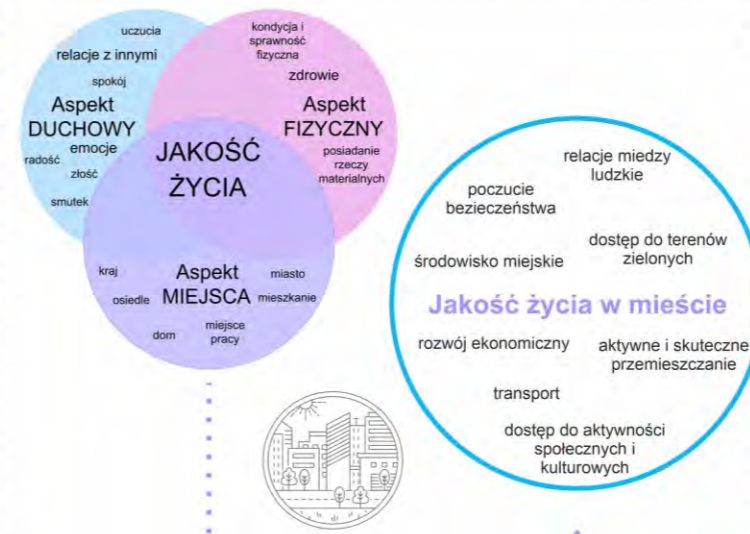 uczucia
relacje z innymi
spokój
Aspekt
DUCHOWY
emocje
radość
złość
smutek
kondycja i
sprawność
fizyczna
zdrowie
Aspekt
FIZYCZNY
posiadanie
rzeczy
materialnych
JAKOŚĆ
ŻYCIA
kraj
osiedle
Aspekt
MIEJSCA
miasto
mieszkanie
dom
miejsce
pracy
relacje miedzy
ludzkie
poczucie
bezieczeństwa
dostęp do terenów
zielonych
środowisko miejskie
Jakość życia w mieście
rozwój ekonomiczny
aktywne i skuteczne
przemieszczanie
transport
dostęp do aktywności
społecznych i
kulturowych